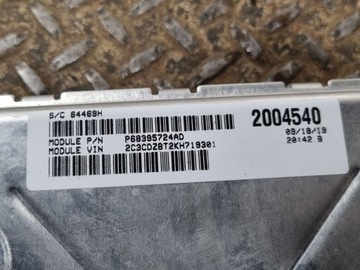 S/C 64469H
MODULE P/N P68395724AD
MODULE VIN 2C3CDZBT2KH719301
2004540
09/18/19
20:42 B